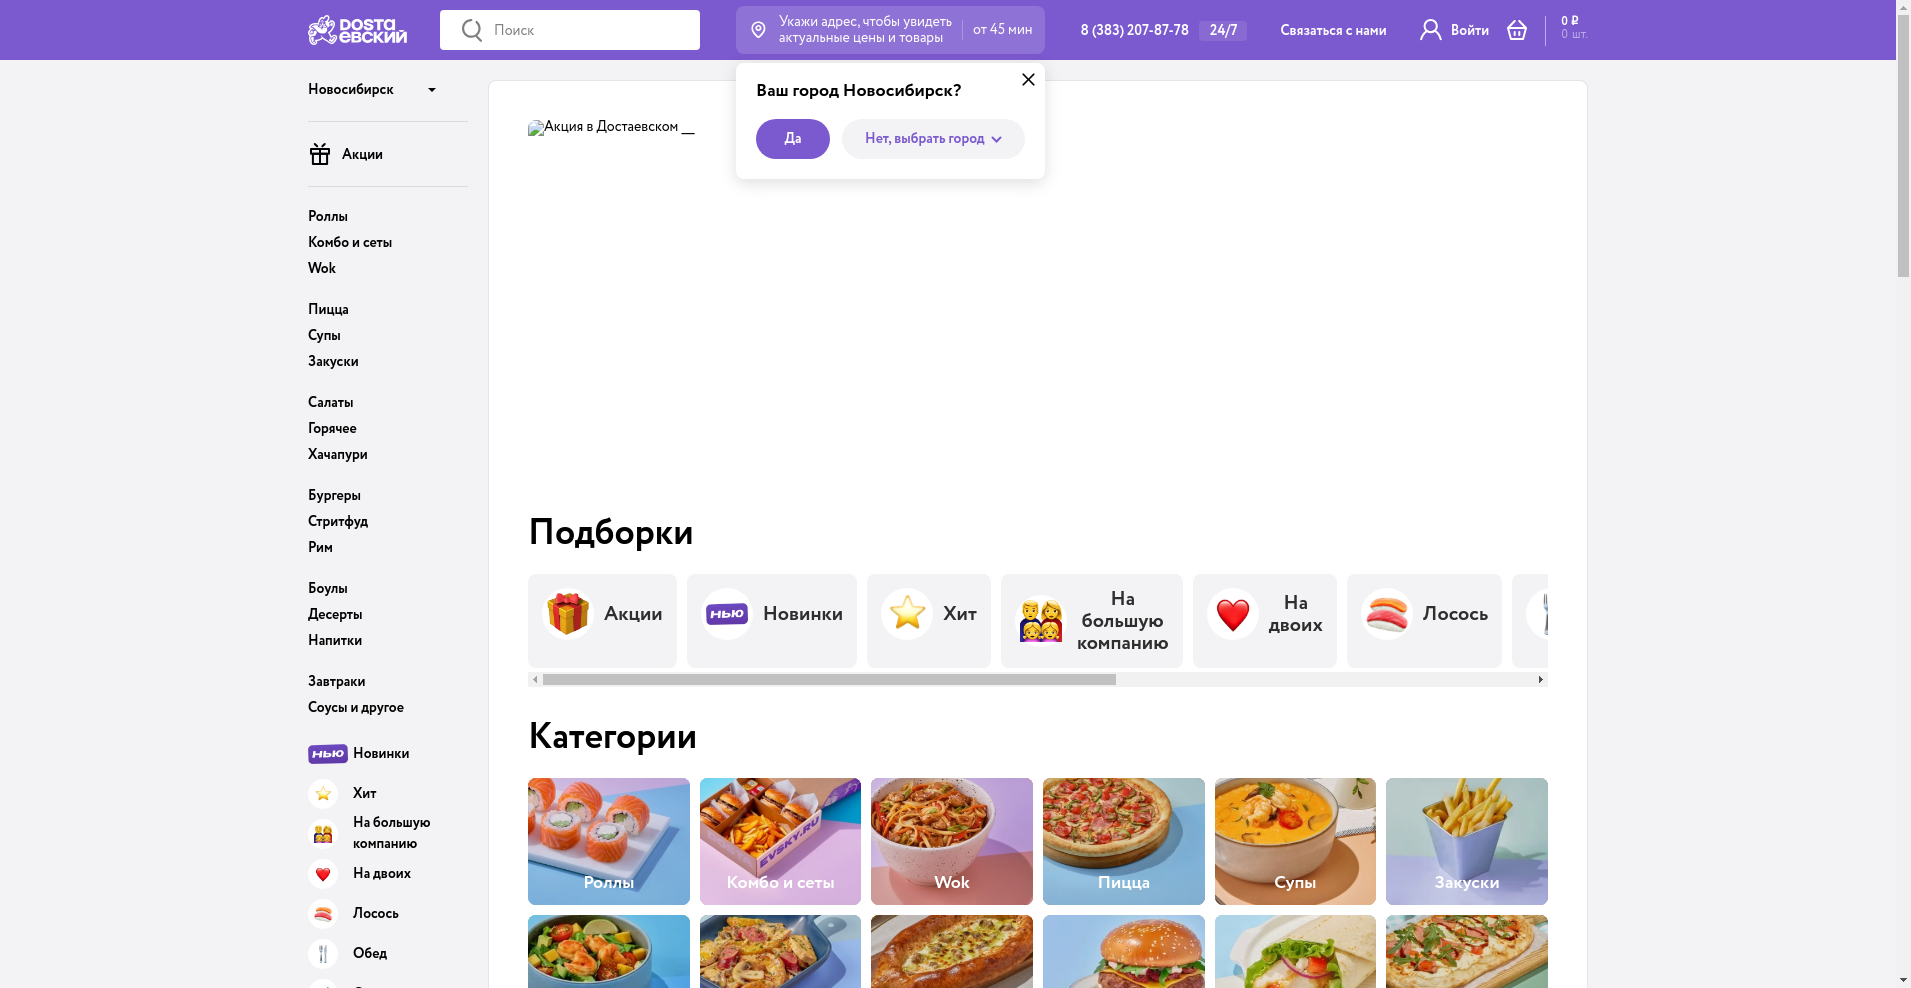 DOSTAЕВСКИЙ
Поиск
Укажи адрес, чтобы увидеть
актуальные цены и товары
от 45 мин
8 (383) 207-87-78
24/7
Связаться с нами
Войти
0 ₽
0 шт.
Ваш город Новосибирск?
Да
Нет, выбрать город
Новосибирск
Акции
Роллы
Комбо и сеты
Wok
Пицца
Супы
Закуски
Салаты
Горячее
Хачапури
Бургеры
Стритфуд
Рим
Боулы
Десерты
Напитки
Завтраки
Соусы и другое
НЬЮ Новинки
Хит
На большую
компанию
На двоих
Лосось
Обед
Акция в Достаевском __
Подборки
Акции
НЬЮ Новинки
Хит
На
большую
компанию
На
двоих
Лосось
Категории
EVSKY.RU
Роллы
Комбо и сеты
Wok
Пицца
Супы
Закуски